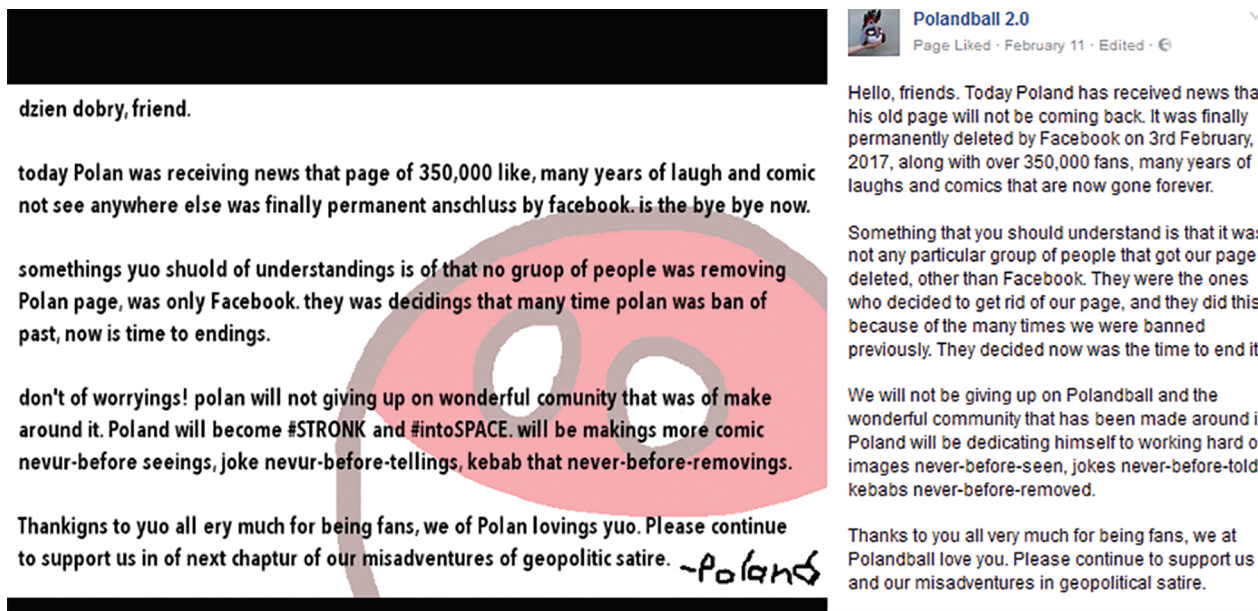 dzien dobry, friend.
today Polan was receiving news that page of 350,000 like, many years of laugh and comic
not see anywhere else was finally permanent anschluss by facebook. is the bye bye now.
somethings yuo shuold of understandings is of that no gruop of people was removing
Polan page, was only Facebook. they was decidings that many time polan was ban of
past, now is time to endings.
don't of worryings! polan will not giving up on wonderful comunity that was of make
around it. Poland will become #STRONK and #intoSPACE. will be makings more comic
nevur-before seeings, joke nevur-before-tellings, kebab that never-before-removings.
Thankigns to yuo all ery much for being fans, we of Polan lovings yuo. Please continue
to support us in of next chaptur of our misadventures of geopolitic satire. -Poland
Polandball 2.0
Page Liked · February 11 · Edited ·
Hello, friends. Today Poland has received news tha
his old page will not be coming back. It was finally
permanently deleted by Facebook on 3rd February,
2017, along with over 350,000 fans, many years of
laughs and comics that are now gone forever.
Something that you should understand is that it was
not any particular group of people that got our page
deleted, other than Facebook. They were the ones
who decided to get rid of our page, and they did this
because of the many times we were banned
previously. They decided now was the time to end it
We will not be giving up on Polandball and the
wonderful community that has been made around i
Poland will be dedicating himself to working hard o
images never-before-seen, jokes never-before-told
kebabs never-before-removed.
Thanks to you all very much for being fans, we at
Polandball love you. Please continue to support us
and our misadventures in geopolitical satire.